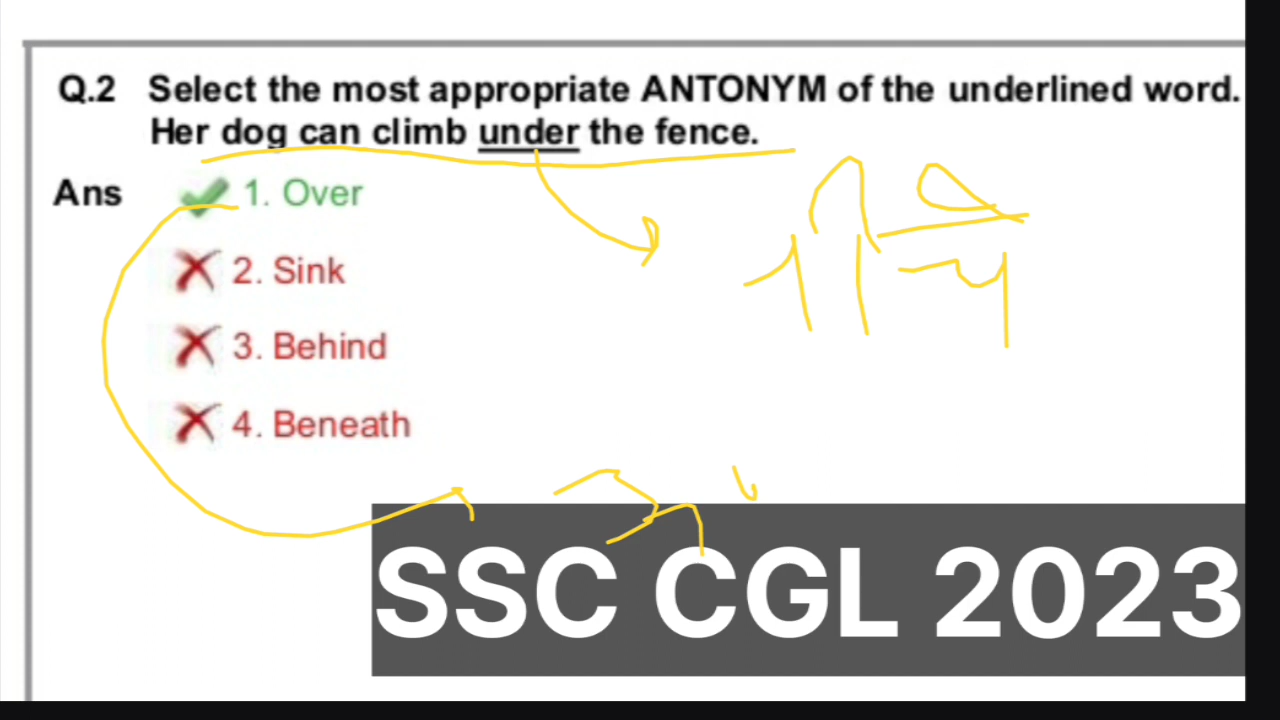 Q.2 Select the most appropriate ANTONYM of the underlined word.
Her dog can climb under the fence.
Ans 1. Over
2. Sink
3. Behind
4. Beneath
SSC CGL 2023